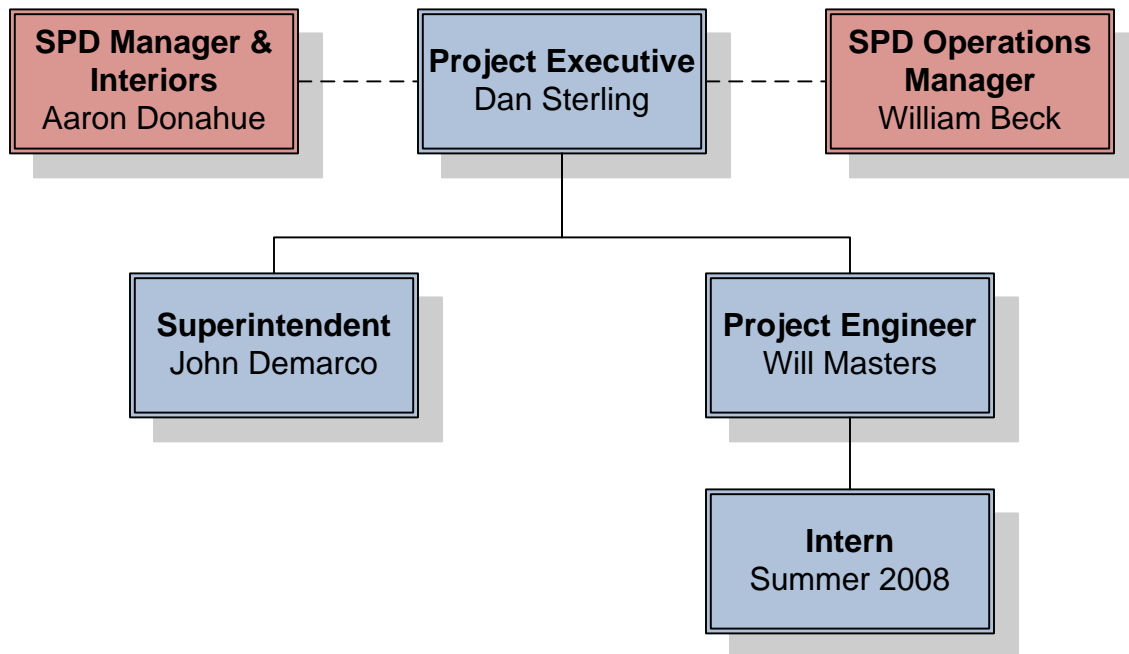 SPD Manager &
Interiors
Aaron Donahue
Project Executive
Dan Sterling
SPD Operations
Manager
William Beck
Superintendent
John Demarco
Project Engineer
Will Masters
Intern
Summer 2008